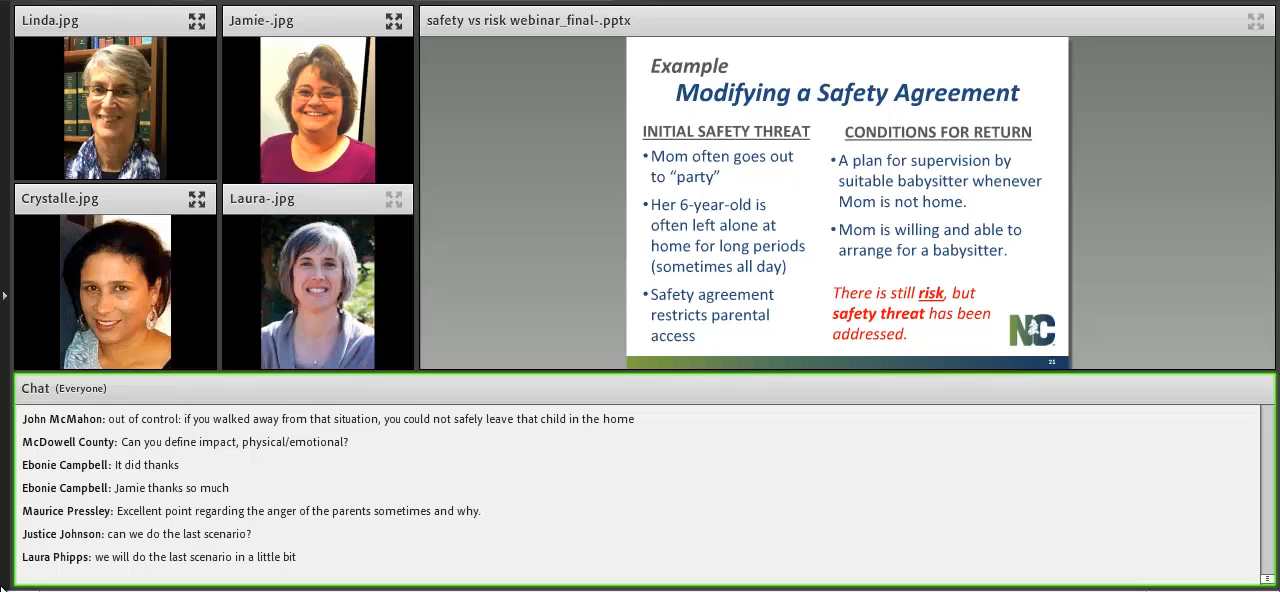 Linda.jpg
Jamie-.jpg
safety vs risk webinar_final-.pptx
Crystalle.jpg
Laura-.jpg
Example
Modifying a Safety Agreement
INITIAL SAFETY THREAT
•Mom often goes out
to “party”
•Her 6-year-old is
often left alone at
home for long periods
(sometimes all day)
•Safety agreement
restricts parental
access
CONDITIONS FOR RETURN
•A plan for supervision by
suitable babysitter whenever
Mom is not home.
•Mom is willing and able to
arrange for a babysitter.
There is still risk, but
safety threat has been
addressed.
NC
21
Chat (Everyone)
John McMahon: out of control: if you walked away from that situation, you could not safely leave that child in the home
McDowell County: Can you define impact, physical/emotional?
Ebonie Campbell: It did thanks
Ebonie Campbell: Jamie thanks so much
Maurice Pressley: Excellent point regarding the anger of the parents sometimes and why.
Justice Johnson: can we do the last scenario?
Laura Phipps: we will do the last scenario in a little bit